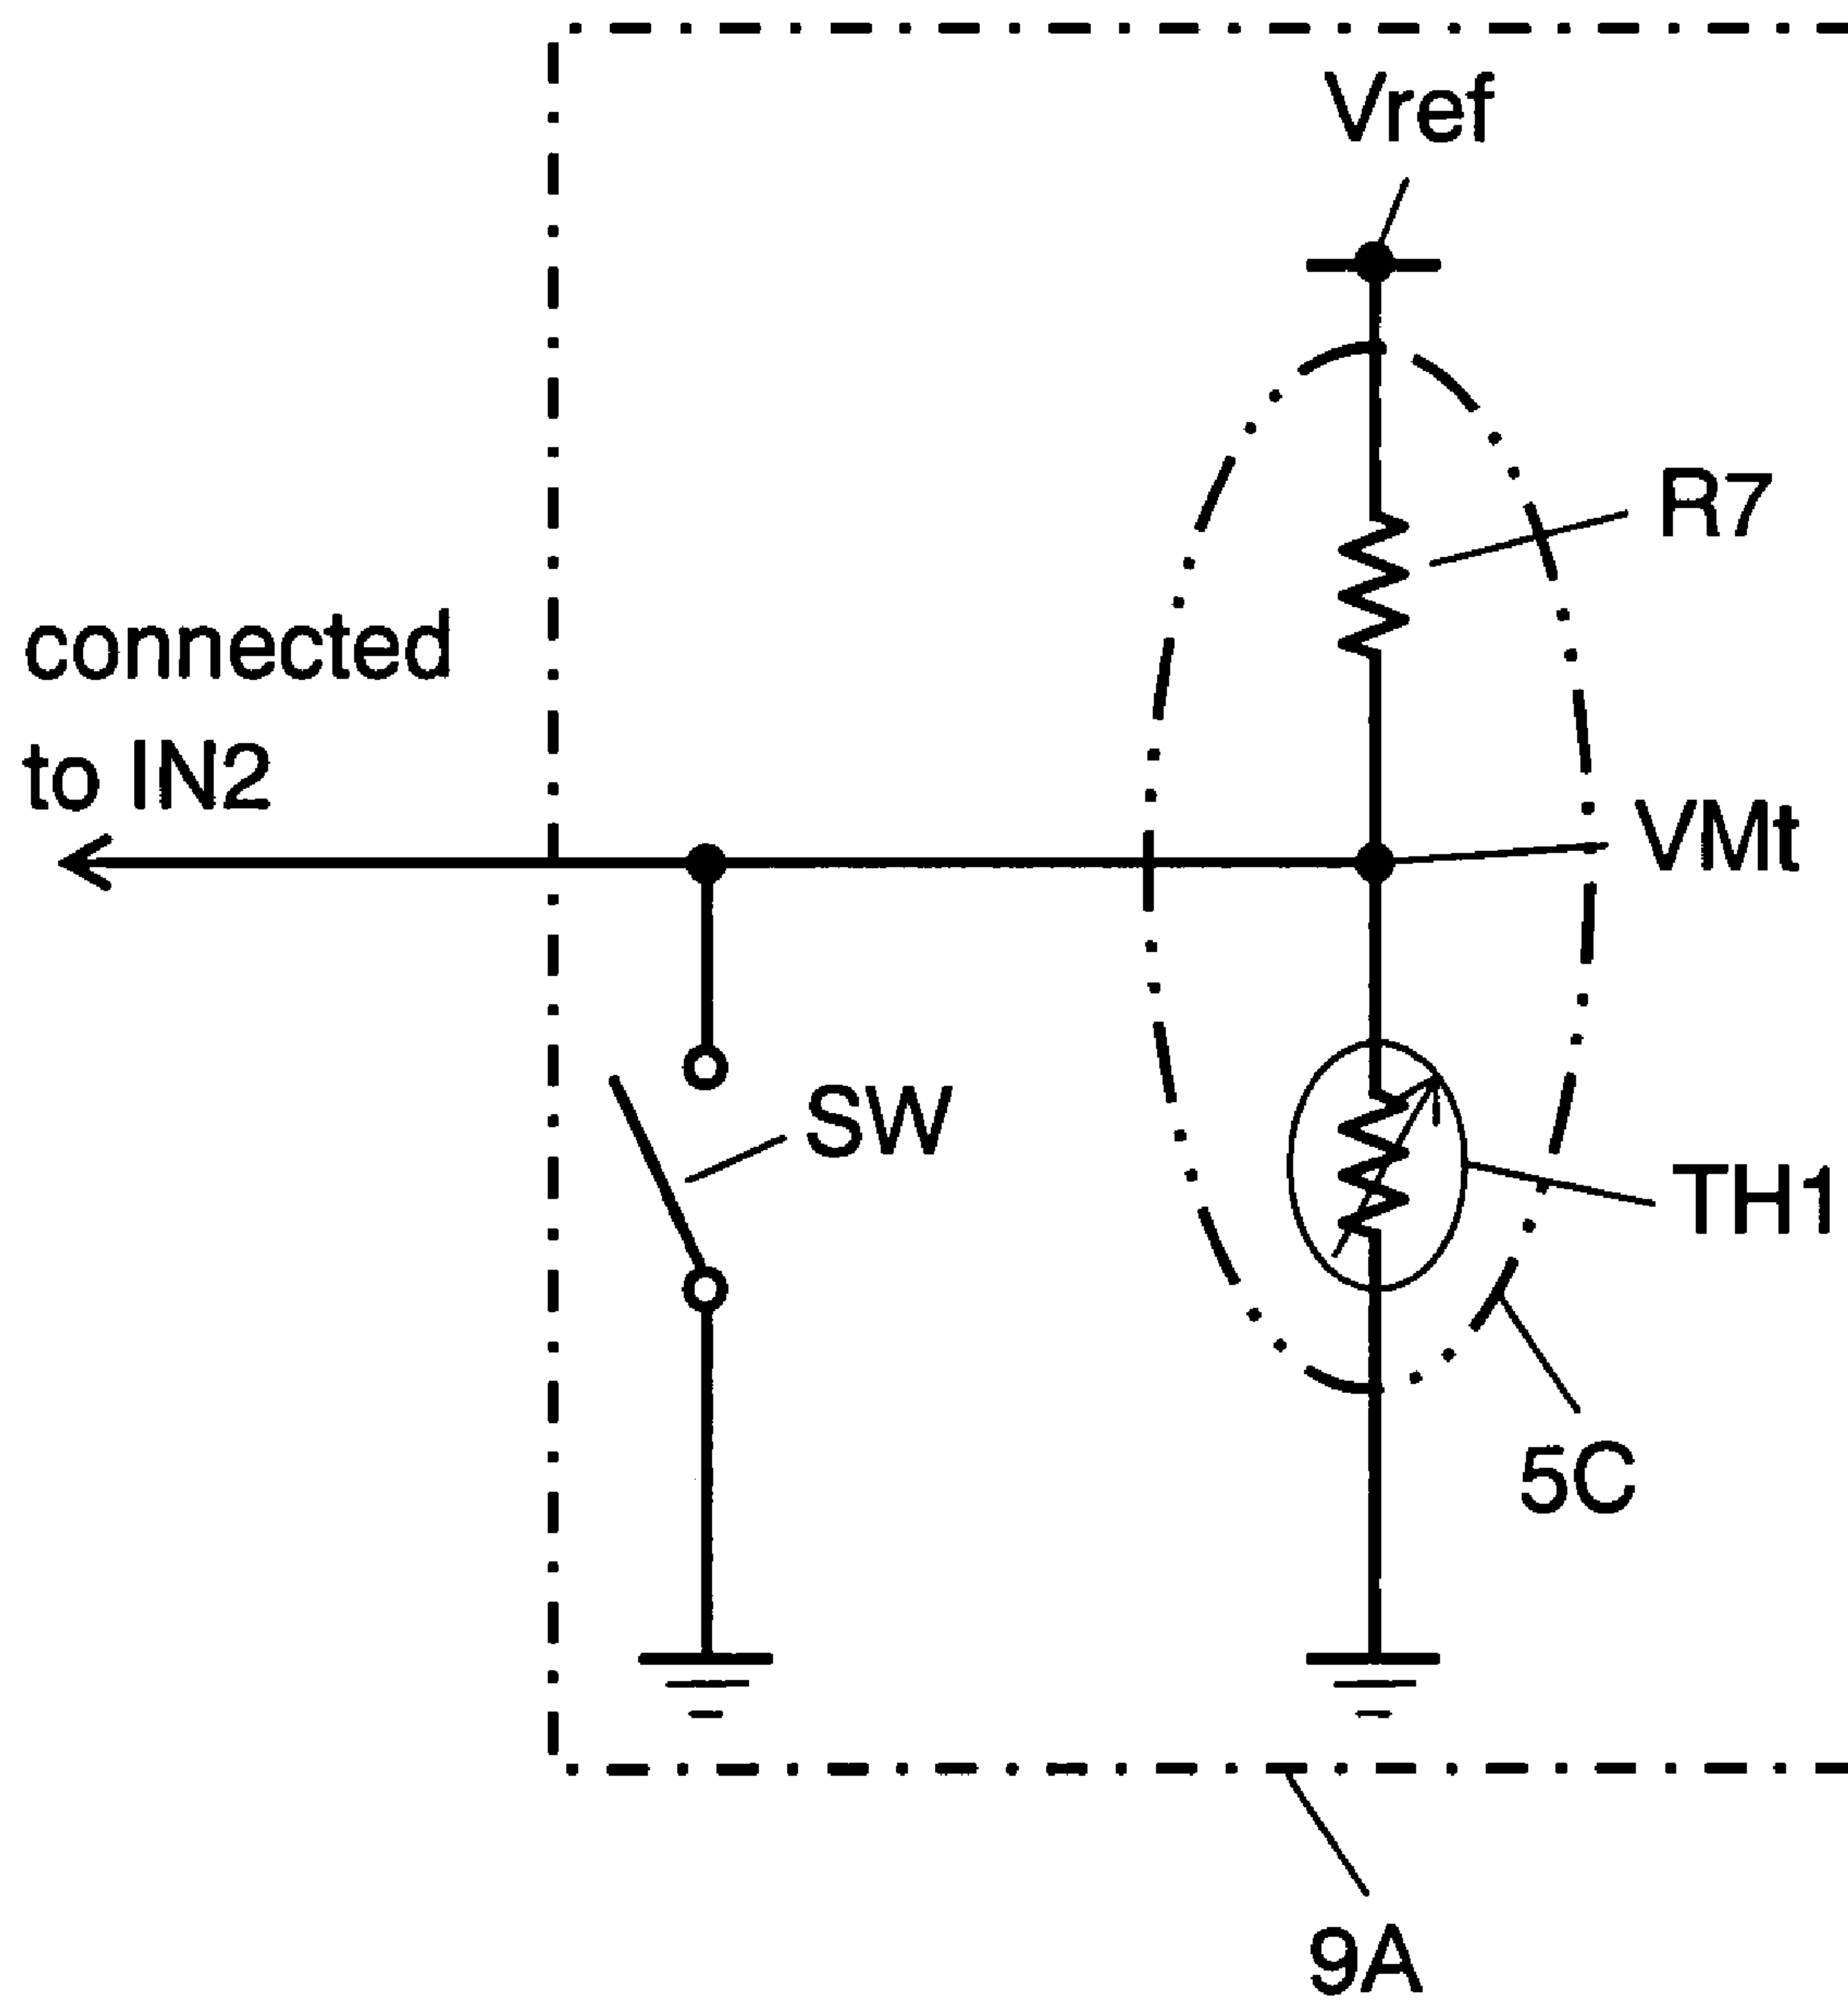 Vref
R7
connected
to IN2
VMt
SW
TH1
5C
9A